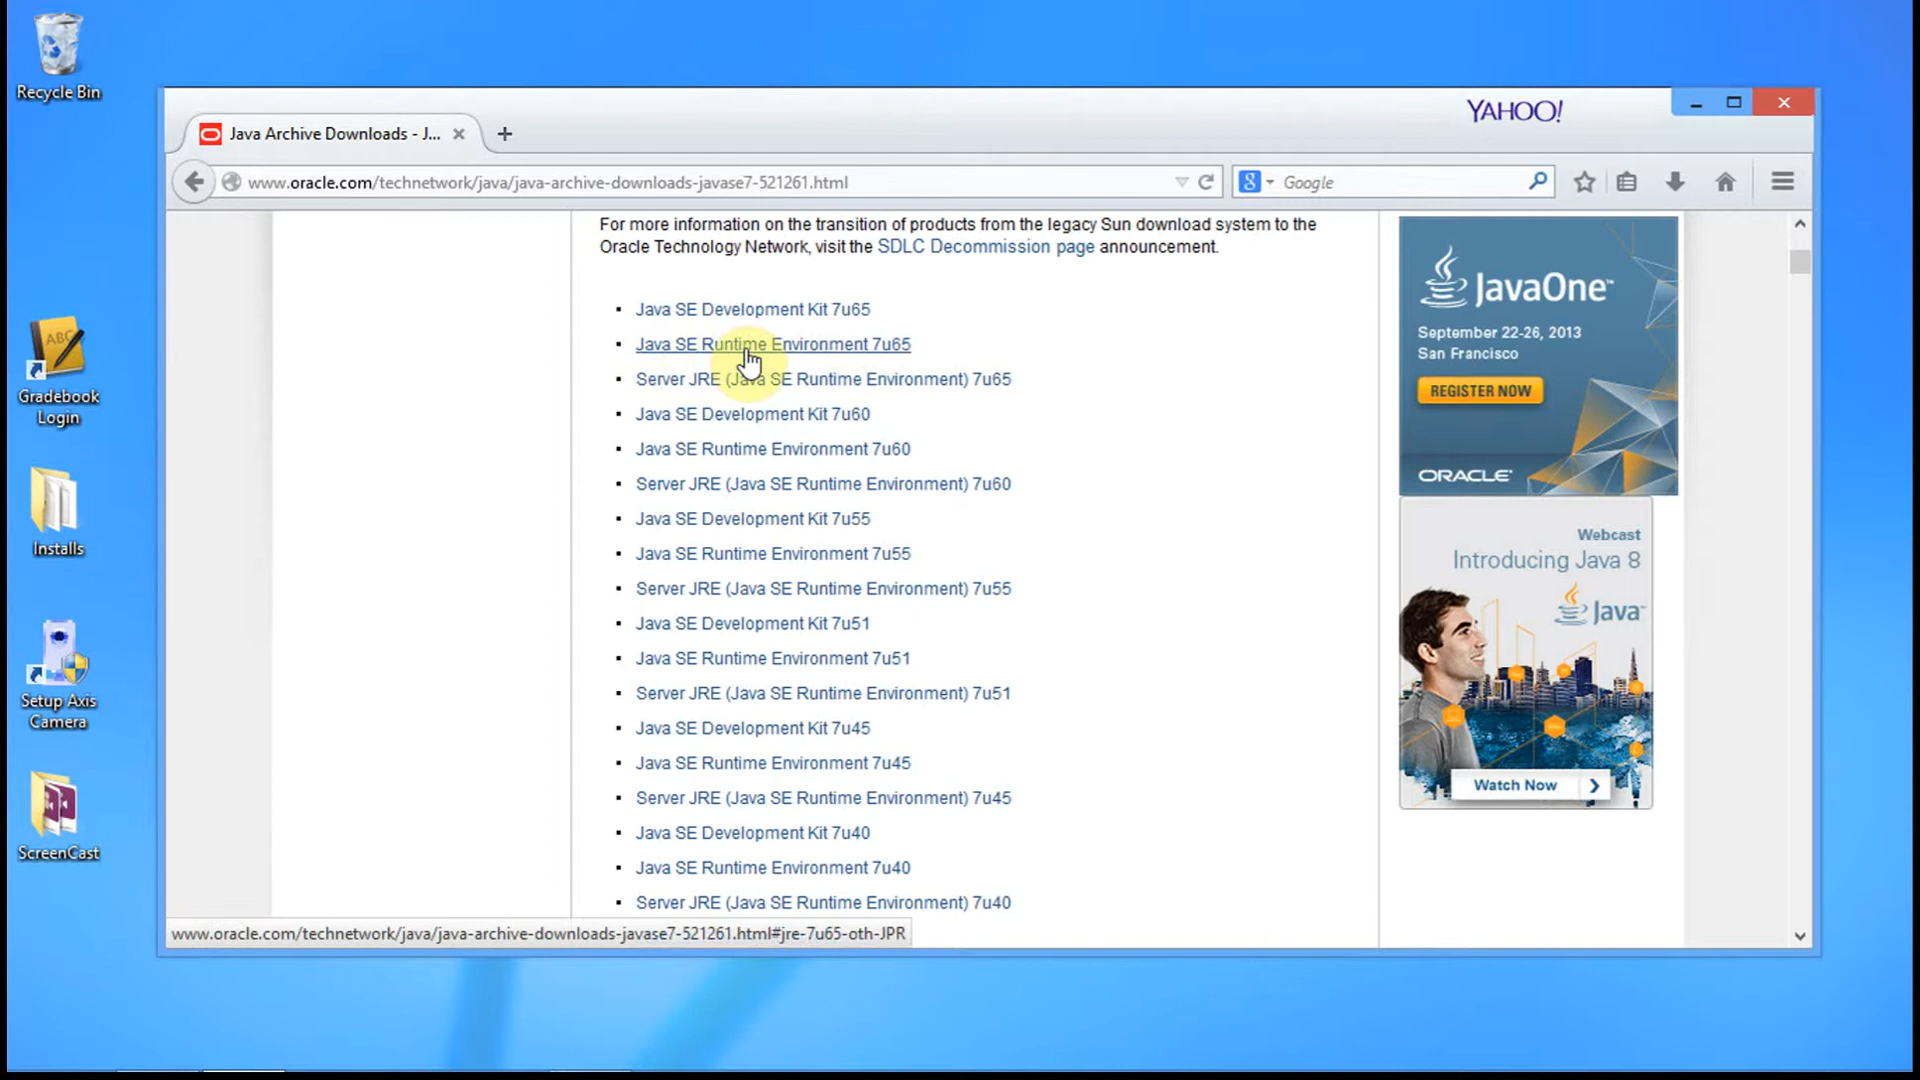 Recycle Bin
YAHOO!
Java Archive Downloads - J...
www.oracle.com/technetwork/java/java-archive-downloads-javase7-521261.html
Google
For more information on the transition of products from the legacy Sun download system to the
Oracle Technology Network, visit the SDLC Decommission page announcement.
Java SE Development Kit 7u65
Java SE Runtime Environment 7u65
Server JRE (Java SE Runtime Environment) 7u65
Java SE Development Kit 7u60
Java SE Runtime Environment 7u60
Server JRE (Java SE Runtime Environment) 7u60
Java SE Development Kit 7u55
Java SE Runtime Environment 7u55
Server JRE (Java SE Runtime Environment) 7u55
Java SE Development Kit 7u51
Java SE Runtime Environment 7u51
Server JRE (Java SE Runtime Environment) 7u51
Java SE Development Kit 7u45
Java SE Runtime Environment 7u45
Server JRE (Java SE Runtime Environment) 7u45
Java SE Development Kit 7u40
Java SE Runtime Environment 7u40
Server JRE (Java SE Runtime Environment) 7u40
www.oracle.com/technetwork/java/java-archive-downloads-javase7-521261.html#jre-7u65-oth-JPR
JavaOne™
September 22-26, 2013
San Francisco
REGISTER NOW
ORACLE
Webcast
Introducing Java 8
Java
Watch Now
ABC
Gradebook
Login
Installs
Setup Axis
Camera
ScreenCast